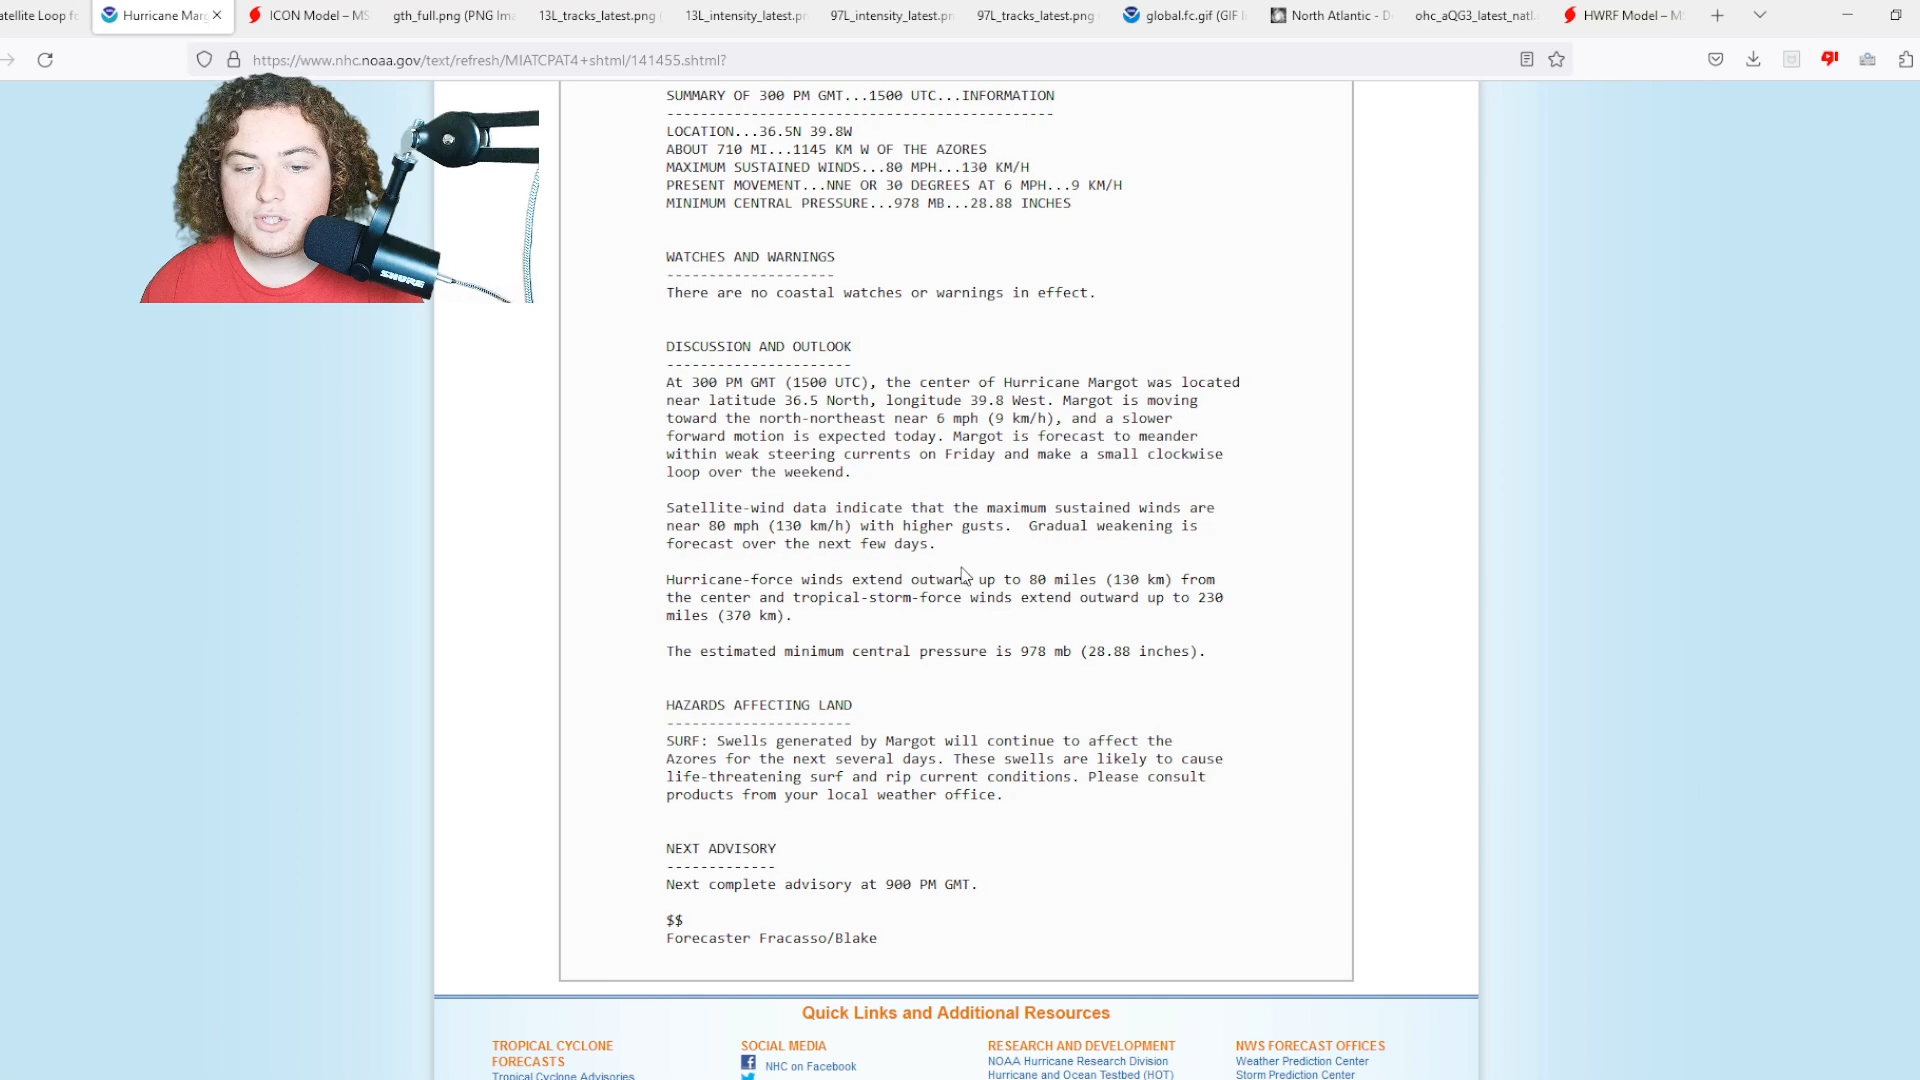 atellite Loop fo
Hurricane Marg
ICON Model – MS
gth_full.png (PNG Ima
13L_tracks_latest.png (
13L_intensity_latest.pn
97L_intensity_latest.pn
97L_tracks_latest.png (
global.fc.gif (GIF I
North Atlantic - D
ohc_aQG3_latest_natl.
HWRF Model – MS
https://www.nhc.noaa.gov/text/refresh/MIATCPAT4+shtml/141455.shtml?
SUMMARY OF 300 PM GMT...1500 UTC...INFORMATION
----------------------------------------------
LOCATION...36.5N 39.8W
ABOUT 710 MI...1145 KM W OF THE AZORES
MAXIMUM SUSTAINED WINDS...80 MPH...130 KM/H
PRESENT MOVEMENT...NNE OR 30 DEGREES AT 6 MPH...9 KM/H
MINIMUM CENTRAL PRESSURE...978 MB...28.88 INCHES
SHURE
WATCHES AND WARNINGS
--------------------
There are no coastal watches or warnings in effect.
DISCUSSION AND OUTLOOK
----------------------
At 300 PM GMT (1500 UTC), the center of Hurricane Margot was located
near latitude 36.5 North, longitude 39.8 West. Margot is moving
toward the north-northeast near 6 mph (9 km/h), and a slower
forward motion is expected today. Margot is forecast to meander
within weak steering currents on Friday and make a small clockwise
loop over the weekend.
Satellite-wind data indicate that the maximum sustained winds are
near 80 mph (130 km/h) with higher gusts.  Gradual weakening is
forecast over the next few days.
Hurricane-force winds extend outward up to 80 miles (130 km) from
the center and tropical-storm-force winds extend outward up to 230
miles (370 km).
The estimated minimum central pressure is 978 mb (28.88 inches).
HAZARDS AFFECTING LAND
----------------------
SURF: Swells generated by Margot will continue to affect the
Azores for the next several days. These swells are likely to cause
life-threatening surf and rip current conditions. Please consult
products from your local weather office.
NEXT ADVISORY
-------------
Next complete advisory at 900 PM GMT.
$$
Forecaster Fracasso/Blake
Quick Links and Additional Resources
TROPICAL CYCLONE
FORECASTS
Tropical Cyclone Advisories
SOCIAL MEDIA
NHC on Facebook
RESEARCH AND DEVELOPMENT
NOAA Hurricane Research Division
Hurricane and Ocean Testbed (HOT)
NWS FORECAST OFFICES
Weather Prediction Center
Storm Prediction Center